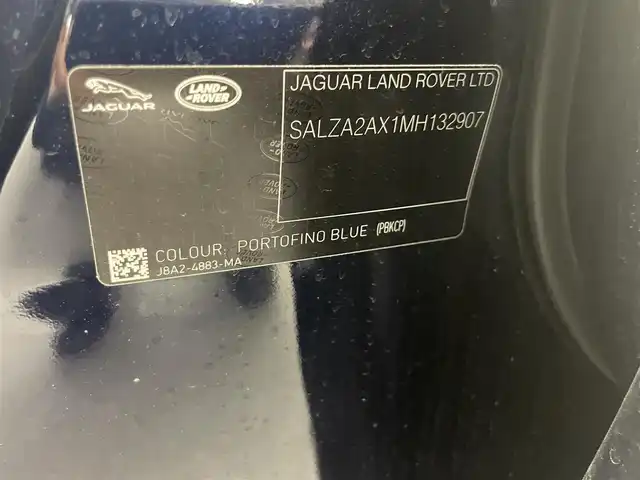 JAGUAR
LAND
ROVER
JAGUAR LAND ROVER LTD
SALZA2AX1MH132907
COLOUR: PORTOFINO BLUE (PBKCP)
J8A2-4883-MA